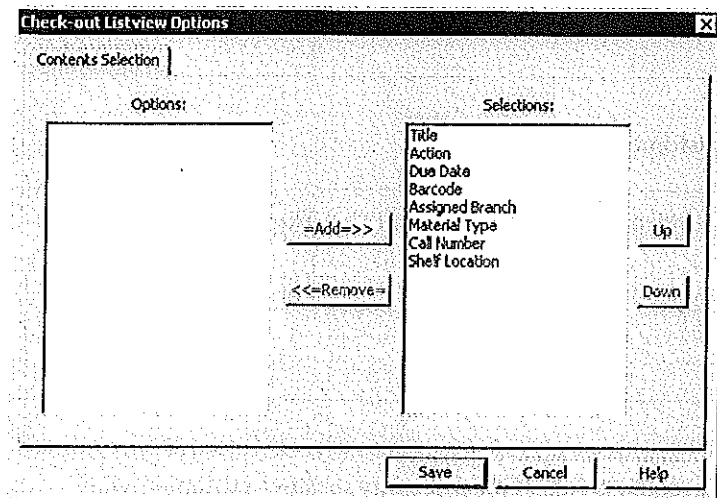 Check-out Listview Options
Contents Selection
Options:
Selections:
Title
Action
Due Date
Barcode
Assigned Branch
Material Type
Call Number
Shelf Location
=Add=>>
<<=Remove=
Up
Down
Save
Cancel
Help